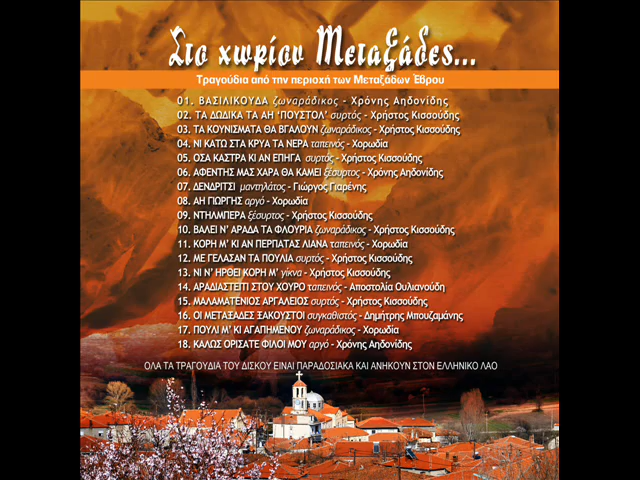 Στο χωρίον Μεταξάδες...
Τραγούδια από την περιοχή των Μεταξάδων Έβρου
01. ΒΑΣΙΛΙΚΟΥΔΑ ζωναράδικος - Χρόνης Αηδονίδης
02. ΤΑ ΔΩΔΙΚΑ ΤΑ ΑΗ ‘ΠΟΥΣΤΟΛ’ συρτός - Χρήστος Κισσούδης
03. ΤΑ ΚΟΥΝΙΣΜΑΤΑ ΘΑ ΒΓΑΛΟΥΝ ζωναράδικος - Χρήστος Κισσούδης
04. ΝΙ ΚΑΤΩ ΣΤΑ ΚΡΥΑ ΤΑ ΝΕΡΑ ταπεινός - Χορωδία
05. ΟΣΑ ΚΑΣΤΡΑ ΚΙ ΑΝ ΕΠΗΓΑ συρτός - Χρήστος Κισσούδης
06. ΑΦΕΝΤΗΣ ΜΑΣ ΧΑΡΑ ΘΑ ΚΑΜΕΙ ξέσυρτος - Χρόνης Αηδονίδης
07. ΔΕΝΔΡΙΤΣΙ μαντηλάτος - Γιώργος Γιαρένης
08. ΑΗ ΓΙΩΡΓΗΣ αργό - Χορωδία
09. ΝΤΗΛΜΠΕΡΑ ξέσυρτος - Χρήστος Κισσούδης
10. ΒΑΛΕΙ Ν’ ΑΡΑΔΑ ΤΑ ΦΛΟΥΡΙΑ ζωναράδικος - Χρήστος Κισσούδης
11. ΚΟΡΗ Μ’ ΚΙ ΑΝ ΠΕΡΠΑΤΑΣ ΛΙΑΝΑ ταπεινός - Χορωδία
12. ΜΕ ΓΕΛΑΣΑΝ ΤΑ ΠΟΥΛΙΑ συρτός - Χρήστος Κισσούδης
13. ΝΙ Ν’ ΗΡΘΕΙ ΚΟΡΗ Μ’ γίκνα - Χρήστος Κισσούδης
14. ΑΡΑΔΙΑΣΤΕΙΤΙ ΣΤΟΥ ΧΟΥΡΟ ταπεινός - Αποστολία Ουλιανούδη
15. ΜΑΛΑΜΑΤΕΝΙΟΣ ΑΡΓΑΛΕΙΟΣ συρτός - Χρήστος Κισσούδης
16. ΟΙ ΜΕΤΑΞΑΔΕΣ ΞΑΚΟΥΣΤΟΙ συγκαθιστός - Δημήτρης Μπουζαμάνης
17. ΠΟΥΛΙ Μ’ ΚΙ ΑΓΑΠΗΜΕΝΟΥ ζωναράδικος - Χορωδία
18. ΚΑΛΩΣ ΟΡΙΣΑΤΕ ΦΙΛΟΙ ΜΟΥ αργό - Χρόνης Αηδονίδης
ΟΛΑ ΤΑ ΤΡΑΓΟΥΔΙΑ ΤΟΥ ΔΙΣΚΟΥ ΕΙΝΑΙ ΠΑΡΑΔΟΣΙΑΚΑ ΚΑΙ ΑΝΗΚΟΥΝ ΣΤΟΝ ΕΛΛΗΝΙΚΟ ΛΑΟ